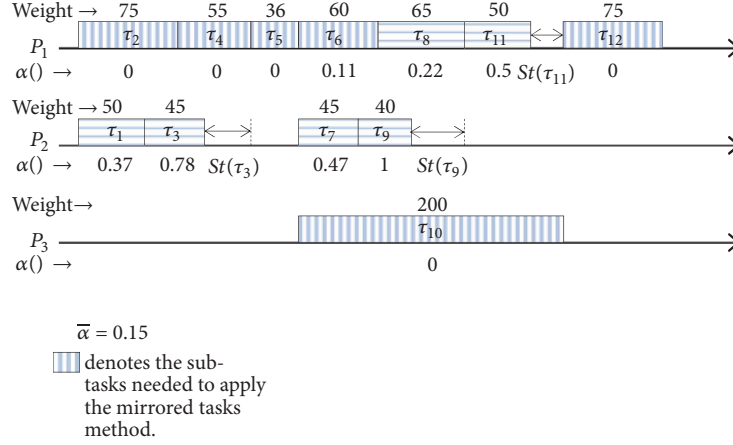 Weight → 75 55 36 60 65 50 75
P₁ τ₂ τ₄ τ₅ τ₆ τ₈ τ₁₁ τ₁₂
α() → 0 0 0 0.11 0.22 0.5 St(τ₁₁) 0
Weight → 50 45 45 40
P₂ τ₁ τ₃ τ₇ τ₉
α() → 0.37 0.78 St(τ₃) 0.47 1 St(τ₉)
Weight→ 200
P₃ τ₁₀
α() → 0
α̅ = 0.15
denotes the sub-
tasks needed to apply
the mirrored tasks
method.